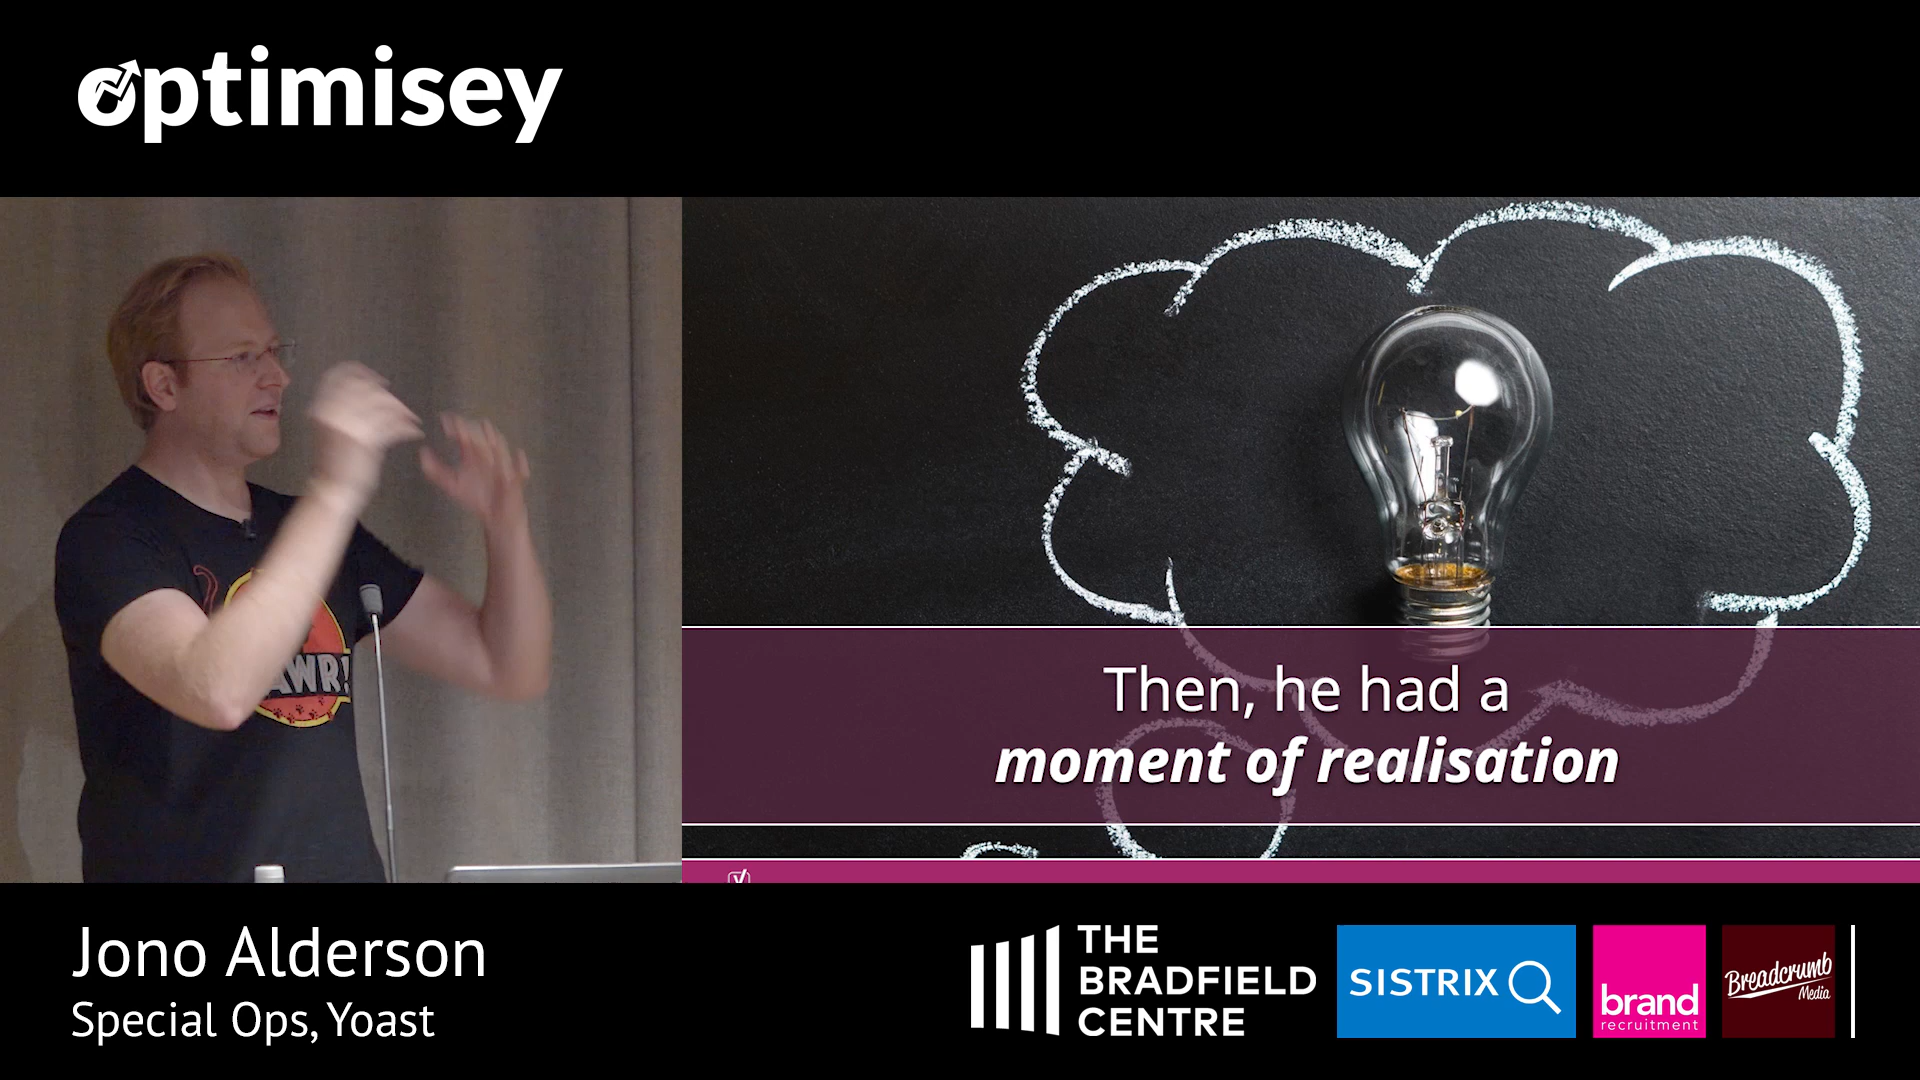 optimisey
Then, he had a
moment of realisation
Jono Alderson
Special Ops, Yoast
THE
BRADFIELD
CENTRE
SISTRIX
brand
recruitment
Breadcrumb
Media